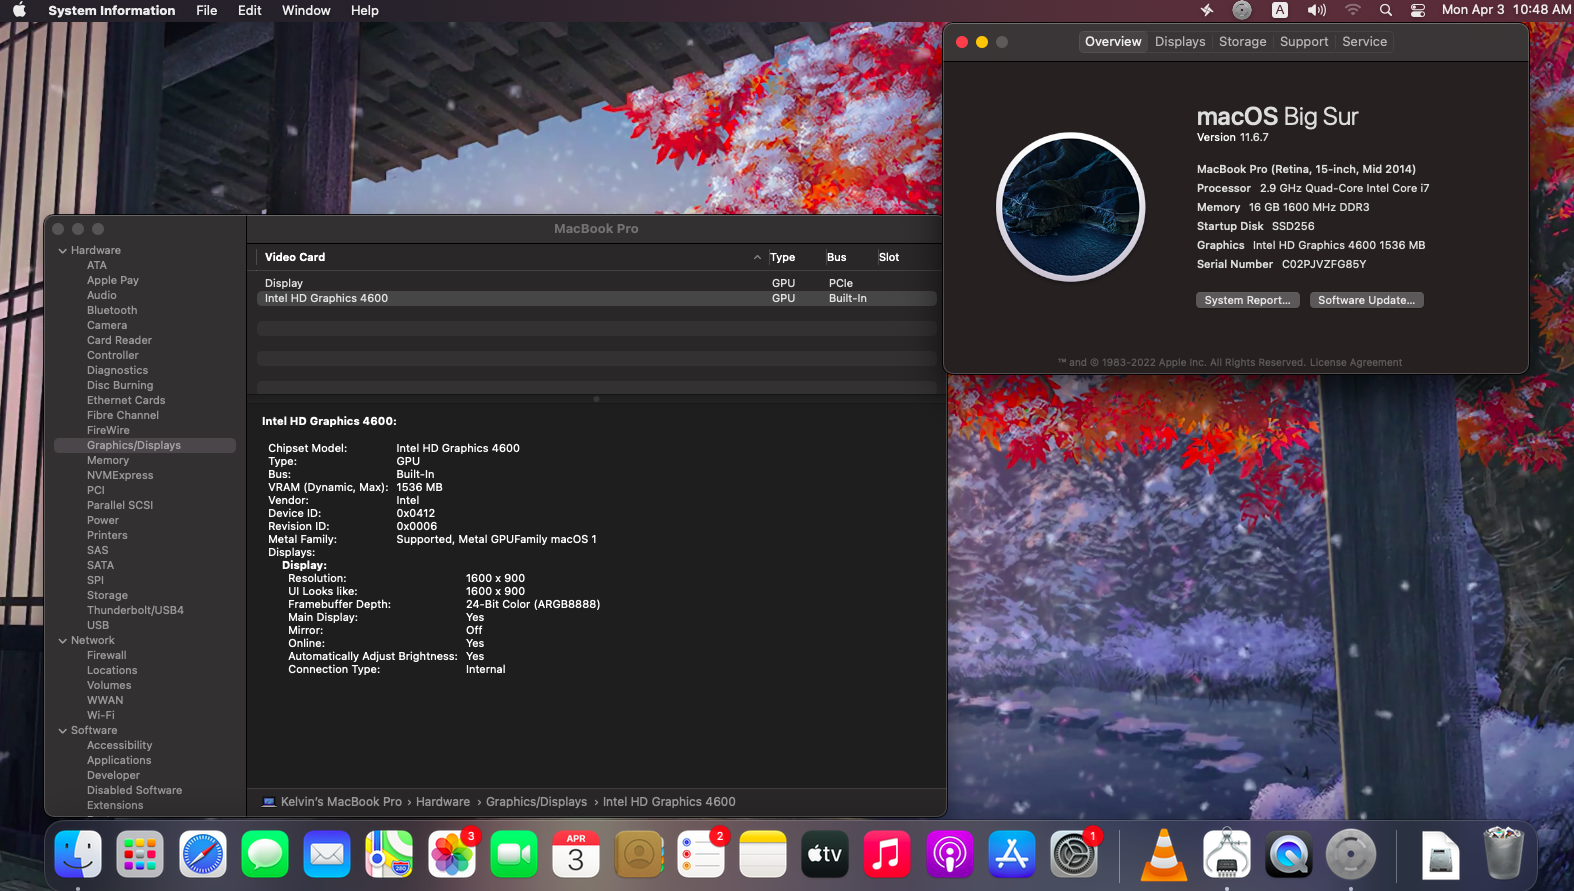 System Information File Edit Window Help
A Mon Apr 3 10:48 AM
Overview Displays Storage Support Service
macOS Big Sur
Version 11.6.7
MacBook Pro (Retina, 15-inch, Mid 2014)
Processor 2.9 GHz Quad-Core Intel Core i7
Memory 16 GB 1600 MHz DDR3
Startup Disk SSD256
Graphics Intel HD Graphics 4600 1536 MB
Serial Number C02PJVZFG85Y
System Report... Software Update...
™ and © 1983-2022 Apple Inc. All Rights Reserved. License Agreement
MacBook Pro
Hardware
ATA
Apple Pay
Audio
Bluetooth
Camera
Card Reader
Controller
Diagnostics
Disc Burning
Ethernet Cards
Fibre Channel
FireWire
Graphics/Displays
Memory
NVMExpress
PCI
Parallel SCSI
Power
Printers
SAS
SATA
SPI
Storage
Thunderbolt/USB4
USB
Network
Firewall
Locations
Volumes
WWAN
Wi-Fi
Software
Accessibility
Applications
Developer
Disabled Software
Extensions
Video Card Type Bus Slot
Display GPU PCIe
Intel HD Graphics 4600 GPU Built-In
Intel HD Graphics 4600:
Chipset Model: Intel HD Graphics 4600
Type: GPU
Bus: Built-In
VRAM (Dynamic, Max): 1536 MB
Vendor: Intel
Device ID: 0x0412
Revision ID: 0x0006
Metal Family: Supported, Metal GPUFamily macOS 1
Displays:
Display:
Resolution: 1600 x 900
UI Looks like: 1600 x 900
Framebuffer Depth: 24-Bit Color (ARGB8888)
Main Display: Yes
Mirror: Off
Online: Yes
Automatically Adjust Brightness: Yes
Connection Type: Internal
Kelvin's MacBook Pro › Hardware › Graphics/Displays › Intel HD Graphics 4600
280
3
APR
3
2
tv
1